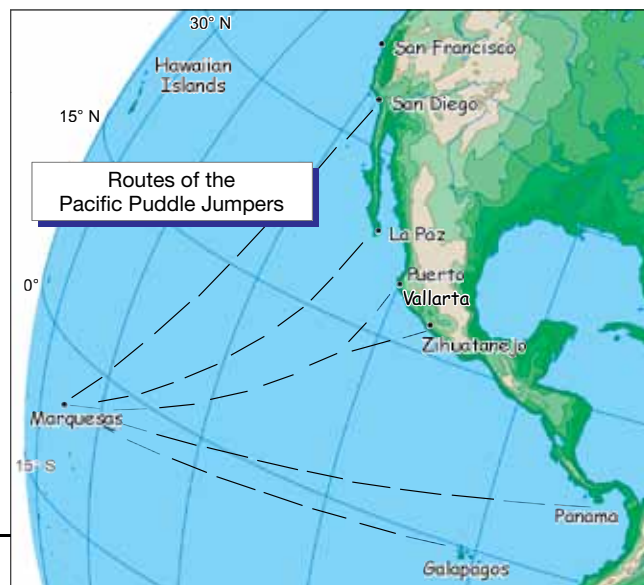 30° N
San Francisco
Hawaiian
Islands
San Diego
15° N
Routes of the
Pacific Puddle Jumpers
La Paz
Puerto
Vallarta
0°
Zihuatanejo
Marquesas
15° S
Panama
Galapagos